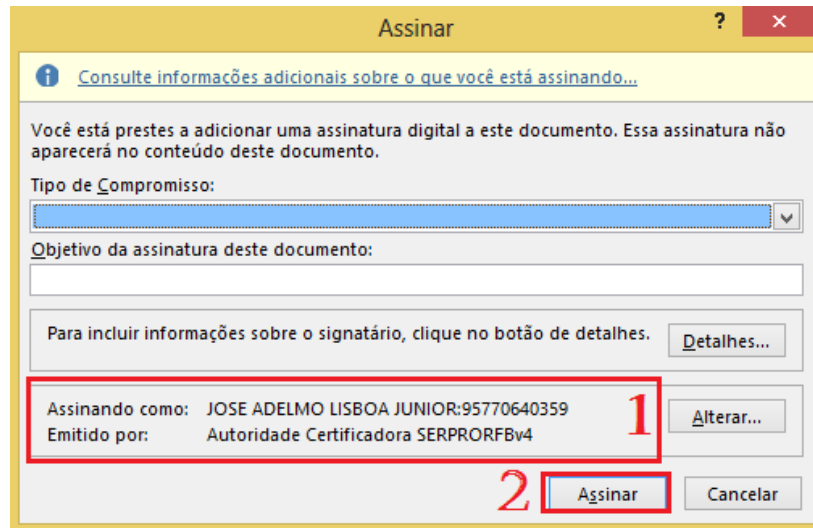 Assinar
?
×
i
Consulte informações adicionais sobre o que você está assinando...
Você está prestes a adicionar uma assinatura digital a este documento. Essa assinatura não
aparecerá no conteúdo deste documento.
Tipo de Compromisso:
Objetivo da assinatura deste documento:
Para incluir informações sobre o signatário, clique no botão de detalhes.
Detalhes...
Assinando como: JOSE ADELMO LISBOA JUNIOR:95770640359
Emitido por: Autoridade Certificadora SERPRORFBv4
1
Alterar...
2
Assinar
Cancelar